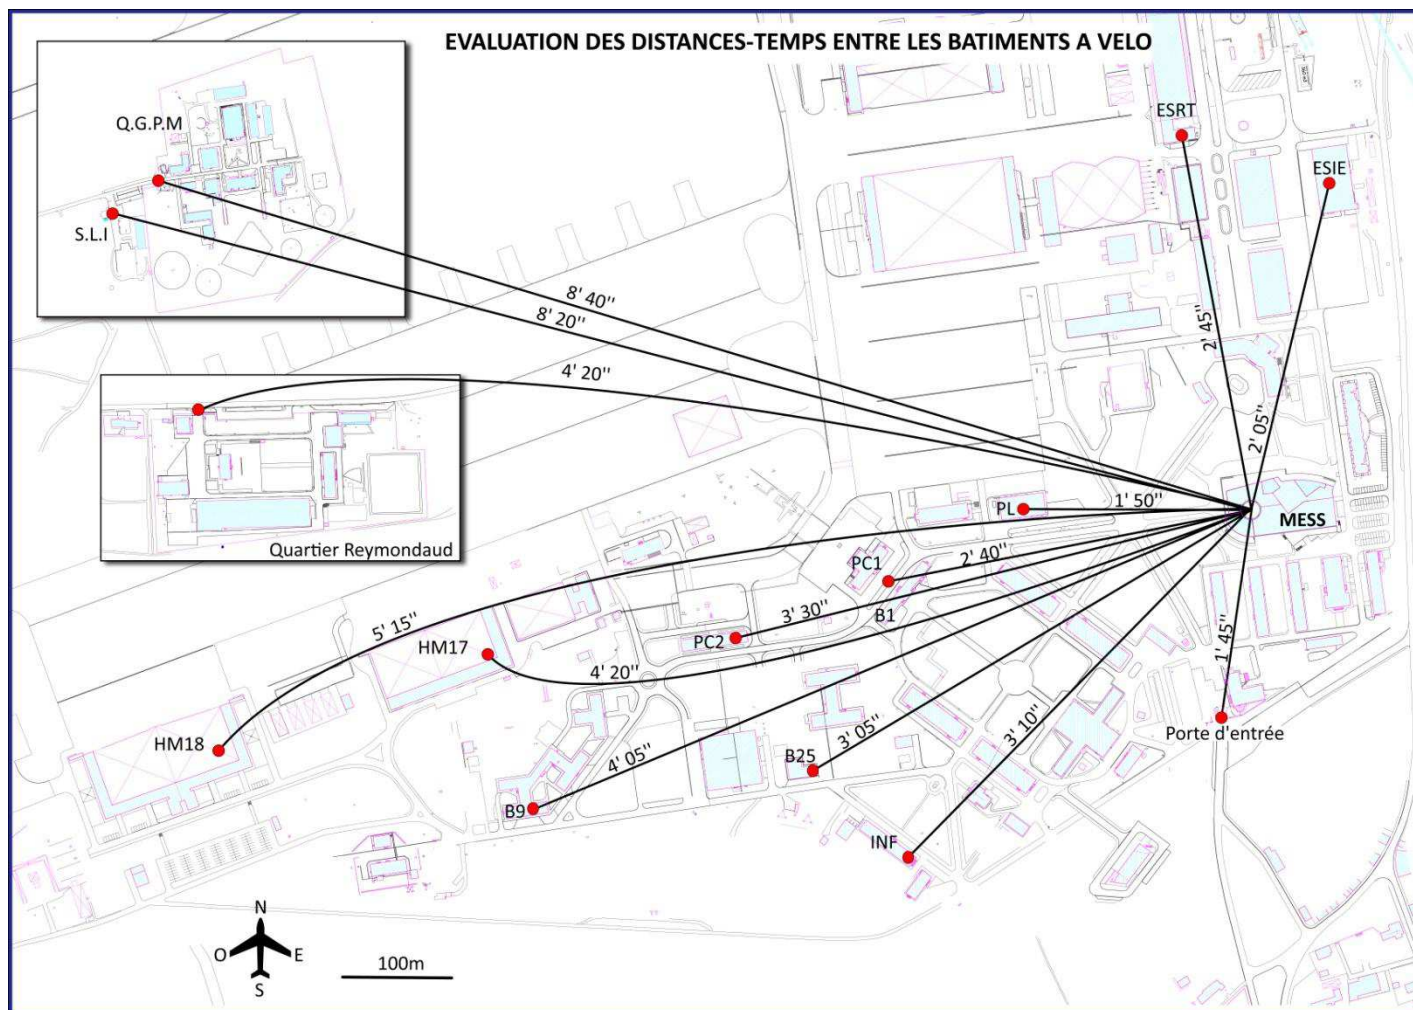 EVALUATION DES DISTANCES-TEMPS ENTRE LES BATIMENTS A VELO
Q.G.P.M
S.L.I
ESRT
ESIE
8' 40''
8' 20''
4' 20''
2' 45''
2' 05''
Quartier Reymondaud
PL
1' 50''
MESS
PC1
2' 40''
B1
PC2
3' 30''
5' 15''
HM17
4' 20''
1' 45''
HM18
Porte d'entrée
B25
3' 05''
3' 10''
4' 05''
B9
INF
N
O
E
S
100m